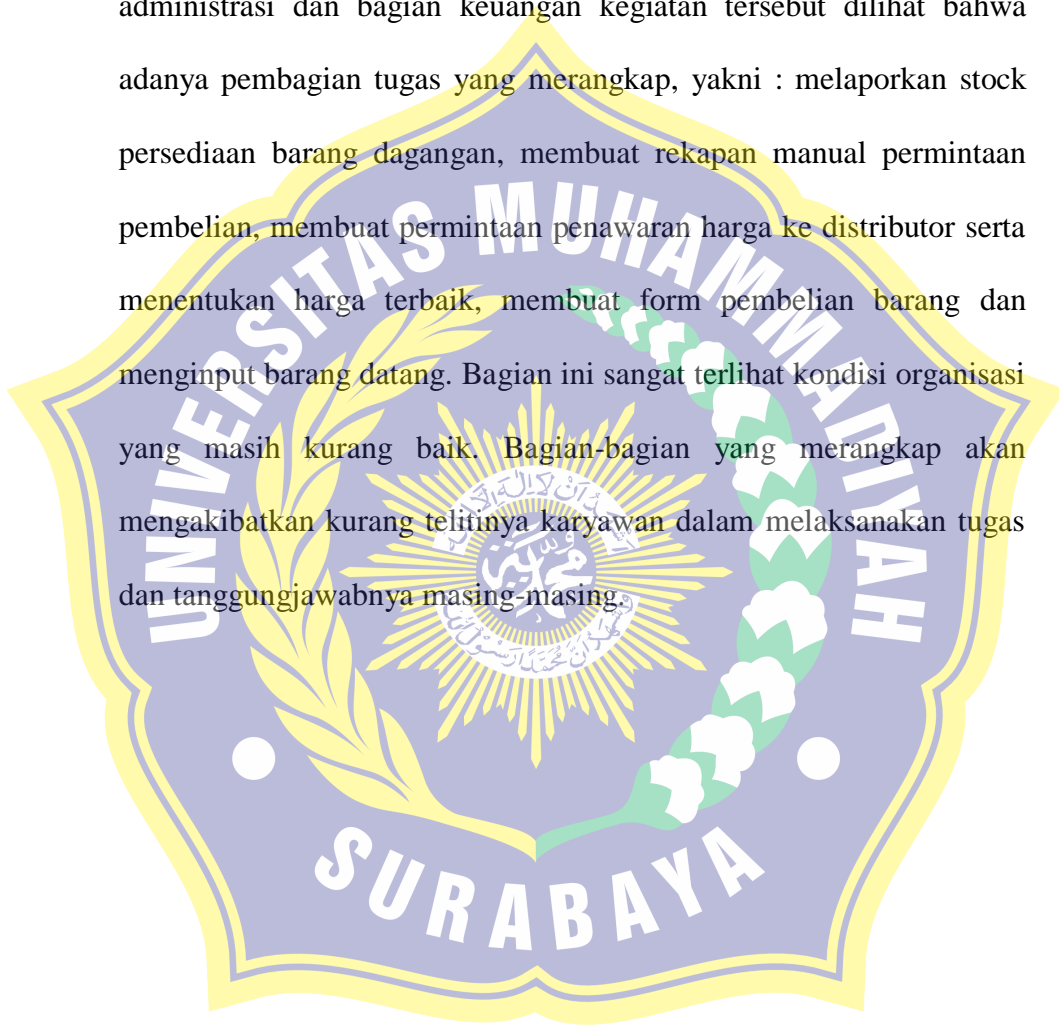 administrasi dan bagian keuangan kegiatan tersebut dilihat bahwa
adanya pembagian tugas yang merangkap, yakni : melaporkan stock
persediaan barang dagangan, membuat rekapan manual permintaan
pembelian, membuat permintaan penawaran harga ke distributor serta
menentukan harga terbaik, membuat form pembelian barang dan
menginput barang datang. Bagian ini sangat terlihat kondisi organisasi
yang masih kurang baik. Bagian-bagian yang merangkap akan
mengakibatkan kurang telitinya karyawan dalam melaksanakan tugas
dan tanggungjawabnya masing-masing.
UNIVERSITAS MUHAMMADIYAH
SURABAYA